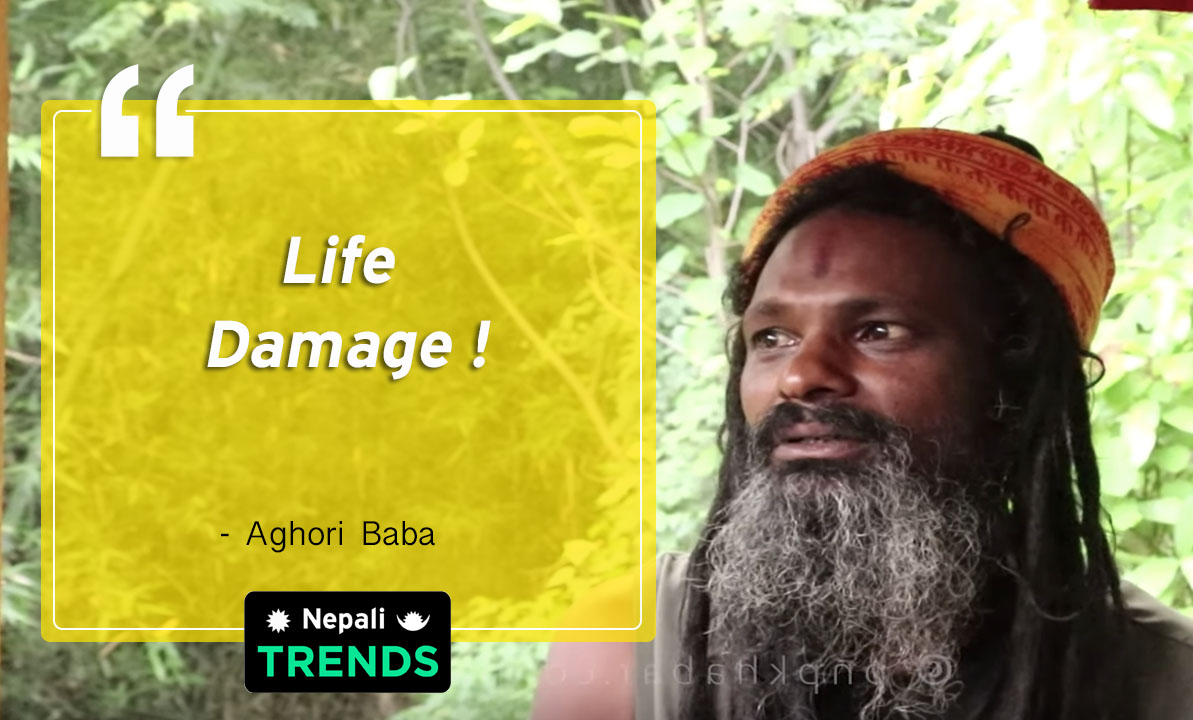 “
Life
Damage !
- Aghori Baba
Nepali
TRENDS